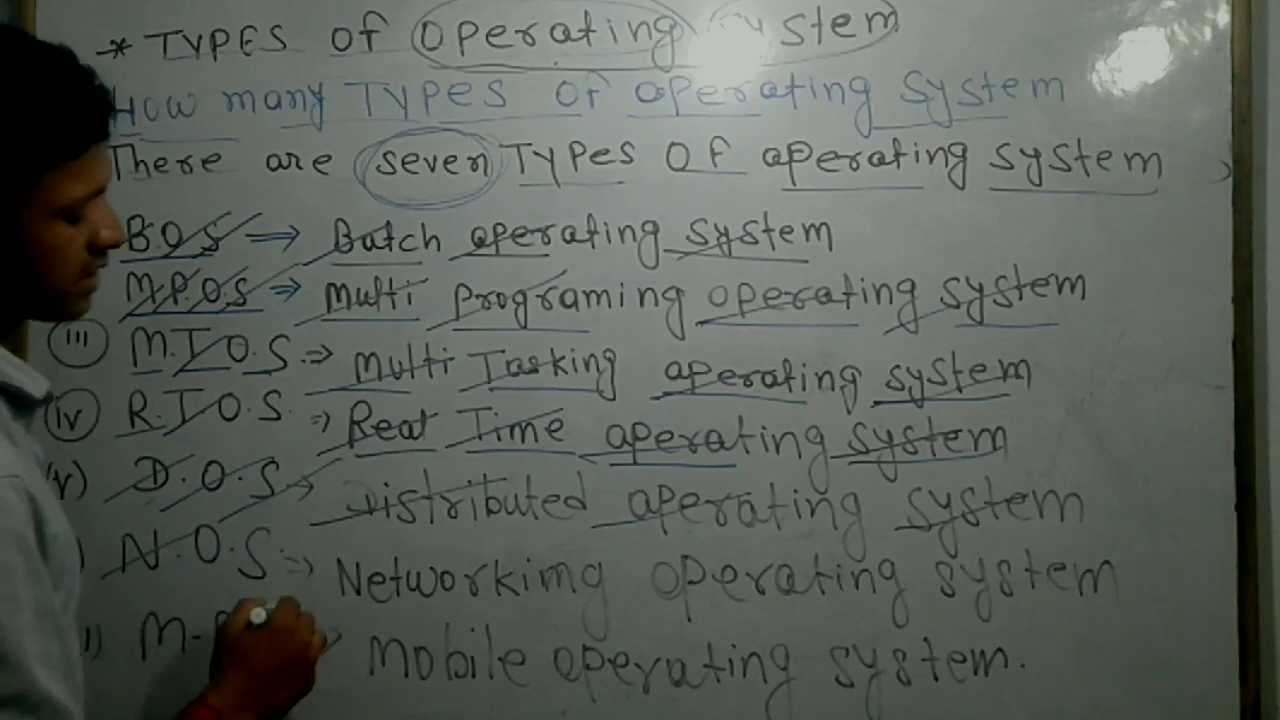 * TYPES of operating system
How many TYPES OF operating system
There are seven TYPES OF operating system
B.O.S ⇒ Batch operating system
M.P.O.S ⇒ Multi programing operating system
(iii) M.T.O.S. ⇒ Multi Tasking operating system
(iv) R.T.O.S. ⇒ Real Time operating system
(v) D.O.S → Distributed operating system
) N.O.S. ⇒ Networking operating system
i) M- Mobile operating system.